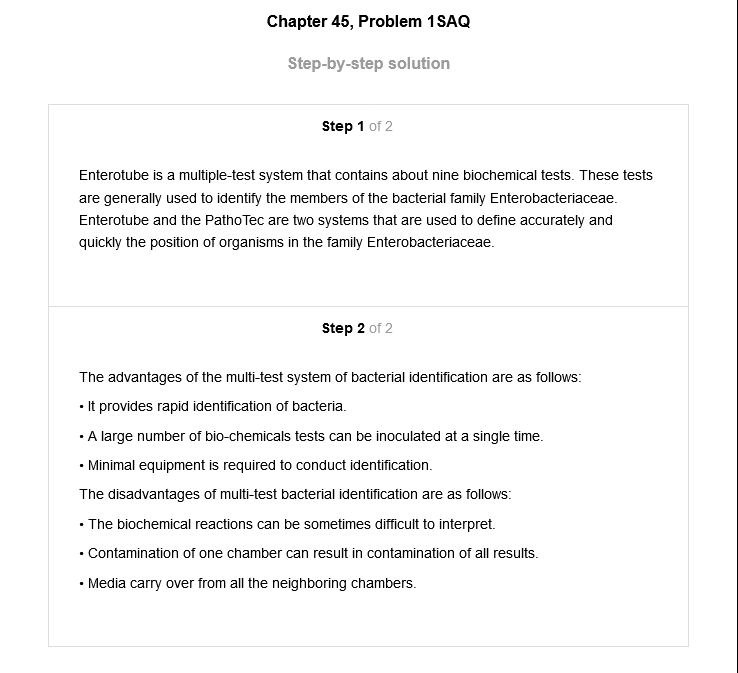 Chapter 45, Problem 1SAQ
Step-by-step solution
Step 1 of 2
Enterotube is a multiple-test system that contains about nine biochemical tests. These tests
are generally used to identify the members of the bacterial family Enterobacteriaceae.
Enterotube and the PathoTec are two systems that are used to define accurately and
quickly the position of organisms in the family Enterobacteriaceae.
Step 2 of 2
The advantages of the multi-test system of bacterial identification are as follows:
• It provides rapid identification of bacteria.
• A large number of bio-chemicals tests can be inoculated at a single time.
• Minimal equipment is required to conduct identification.
The disadvantages of multi-test bacterial identification are as follows:
• The biochemical reactions can be sometimes difficult to interpret.
• Contamination of one chamber can result in contamination of all results.
• Media carry over from all the neighboring chambers.